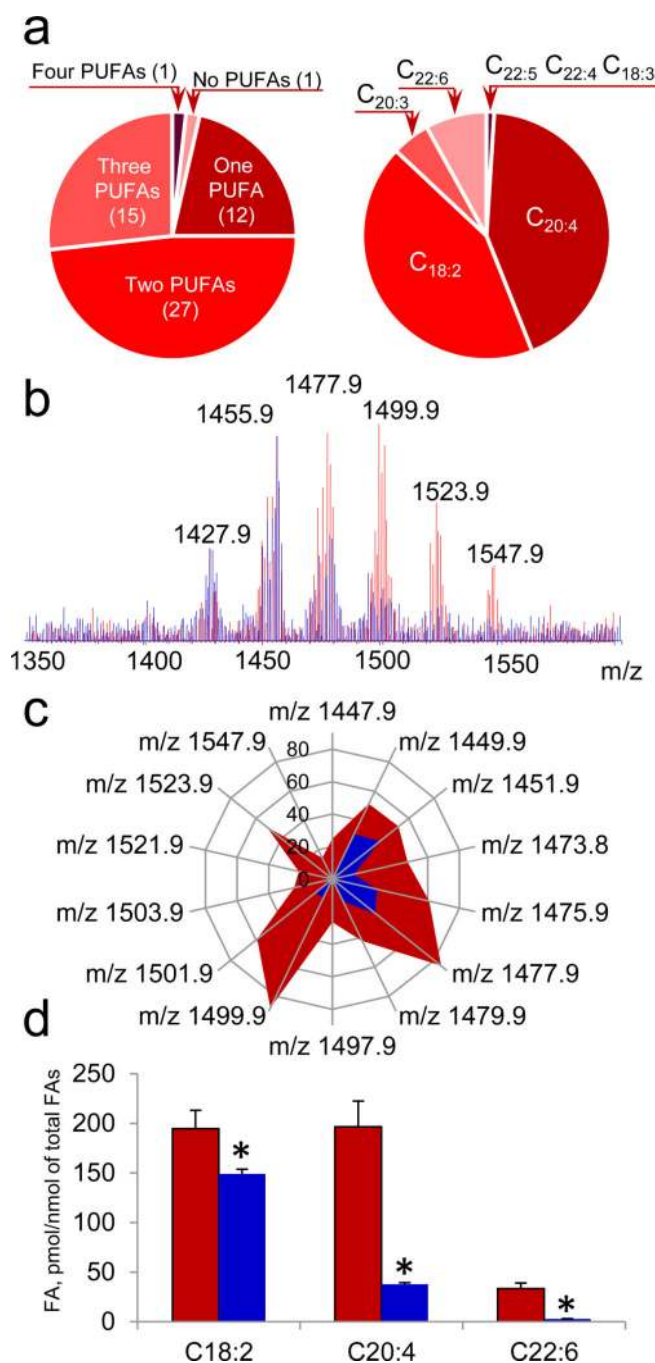 a
Four PUFAs (1)
No PUFAs (1)
Three
PUFAs
(15)
One
PUFA
(12)
Two PUFAs
(27)
C22:6
C22:5 C22:4 C18:3
C20:3
C20:4
C18:2
b
1477.9
1455.9
1499.9
1523.9
1427.9
1547.9
1350
1400
1450
1500
1550
m/z
c
m/z 1447.9
m/z 1547.9
m/z 1449.9
m/z 1523.9
m/z 1451.9
m/z 1521.9
m/z 1473.8
m/z 1503.9
m/z 1475.9
m/z 1501.9
m/z 1477.9
m/z 1499.9
m/z 1479.9
m/z 1497.9
80
60
40
20
0
d
FA, pmol/nmol of total FAs
250
200
150
100
50
0
*
*
*
C18:2
C20:4
C22:6